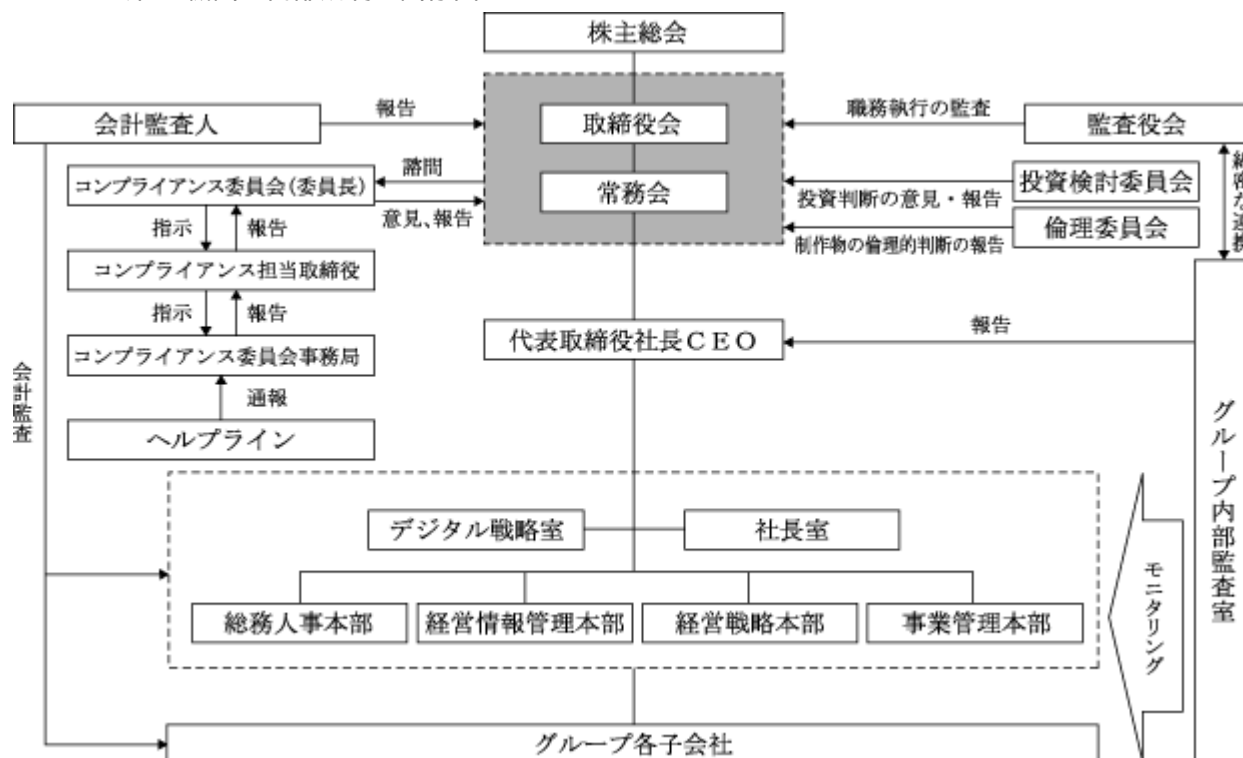 株主総会
会計監査人
報告
取締役会
職務執行の監査
監査役会
コンプライアンス委員会(委員長)
諮問
意見、報告
常務会
投資判断の意見・報告
投資検討委員会
制作物の倫理的判断の報告
倫理委員会
緻密な連携
指示
報告
コンプライアンス担当取締役
指示
報告
コンプライアンス委員会事務局
代表取締役社長CEO
報告
通報
ヘルプライン
会計監査
グループ内部監査室
デジタル戦略室
社長室
モニタリング
総務人事本部
経営情報管理本部
経営戦略本部
事業管理本部
グループ各子会社